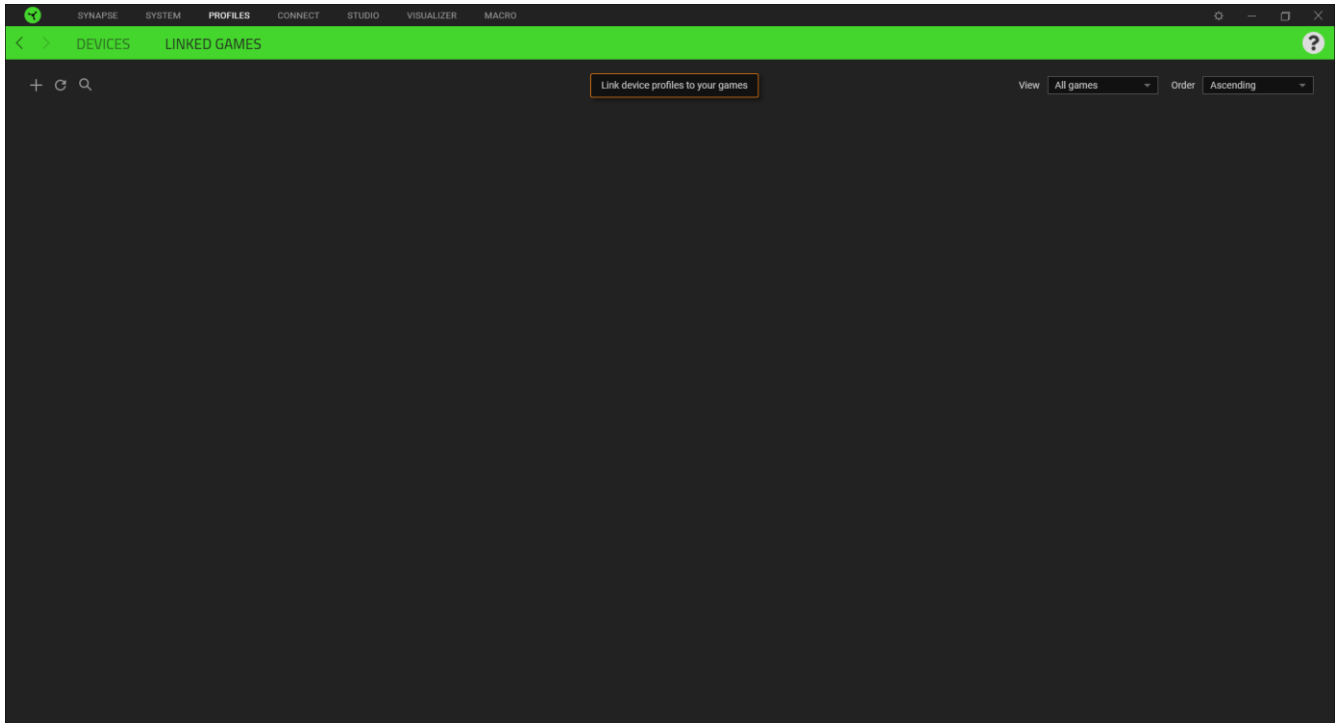 SYNAPSE SYSTEM PROFILES CONNECT STUDIO VISUALIZER MACRO
DEVICES LINKED GAMES ?
Link device profiles to your games View All games Order Ascending